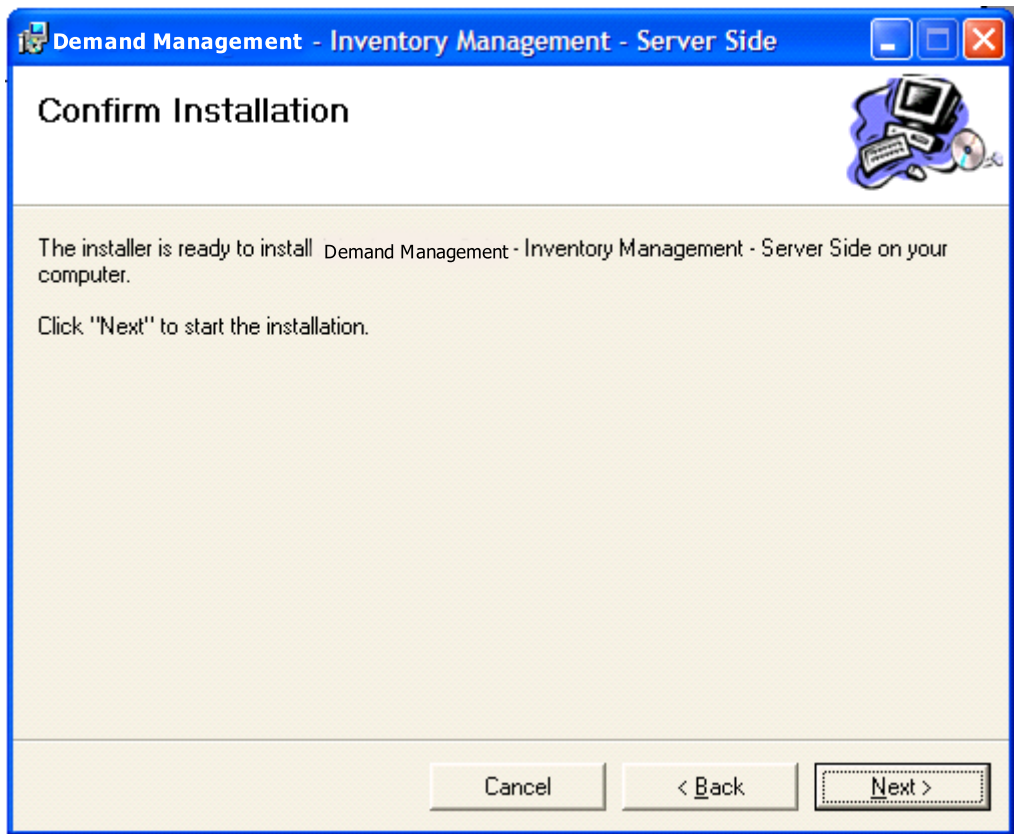 Demand Management - Inventory Management - Server Side
Confirm Installation
The installer is ready to install Demand Management - Inventory Management - Server Side on your
computer.
Click "Next" to start the installation.
Cancel
< Back
Next >